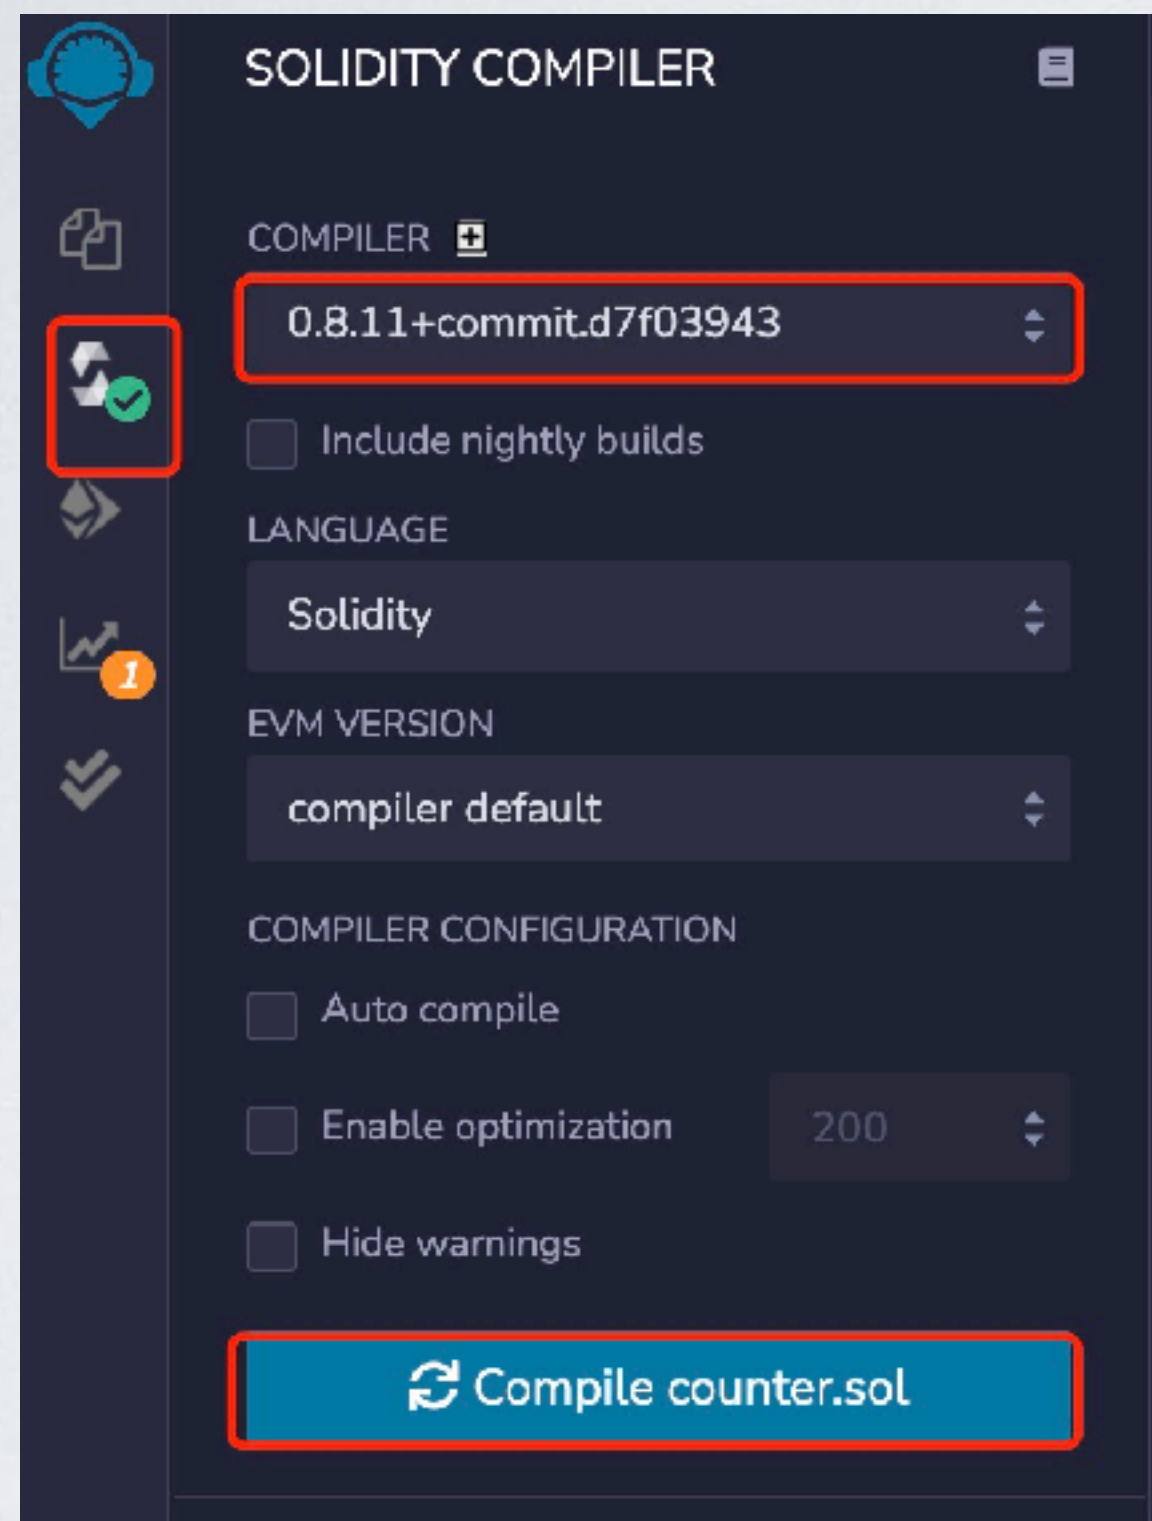 SOLIDITY COMPILER
COMPILER
0.8.11+commit.d7f03943
Include nightly builds
LANGUAGE
Solidity
EVM VERSION
1
compiler default
COMPILER CONFIGURATION
Auto compile
Enable optimization 200
Hide warnings
Compile counter.sol